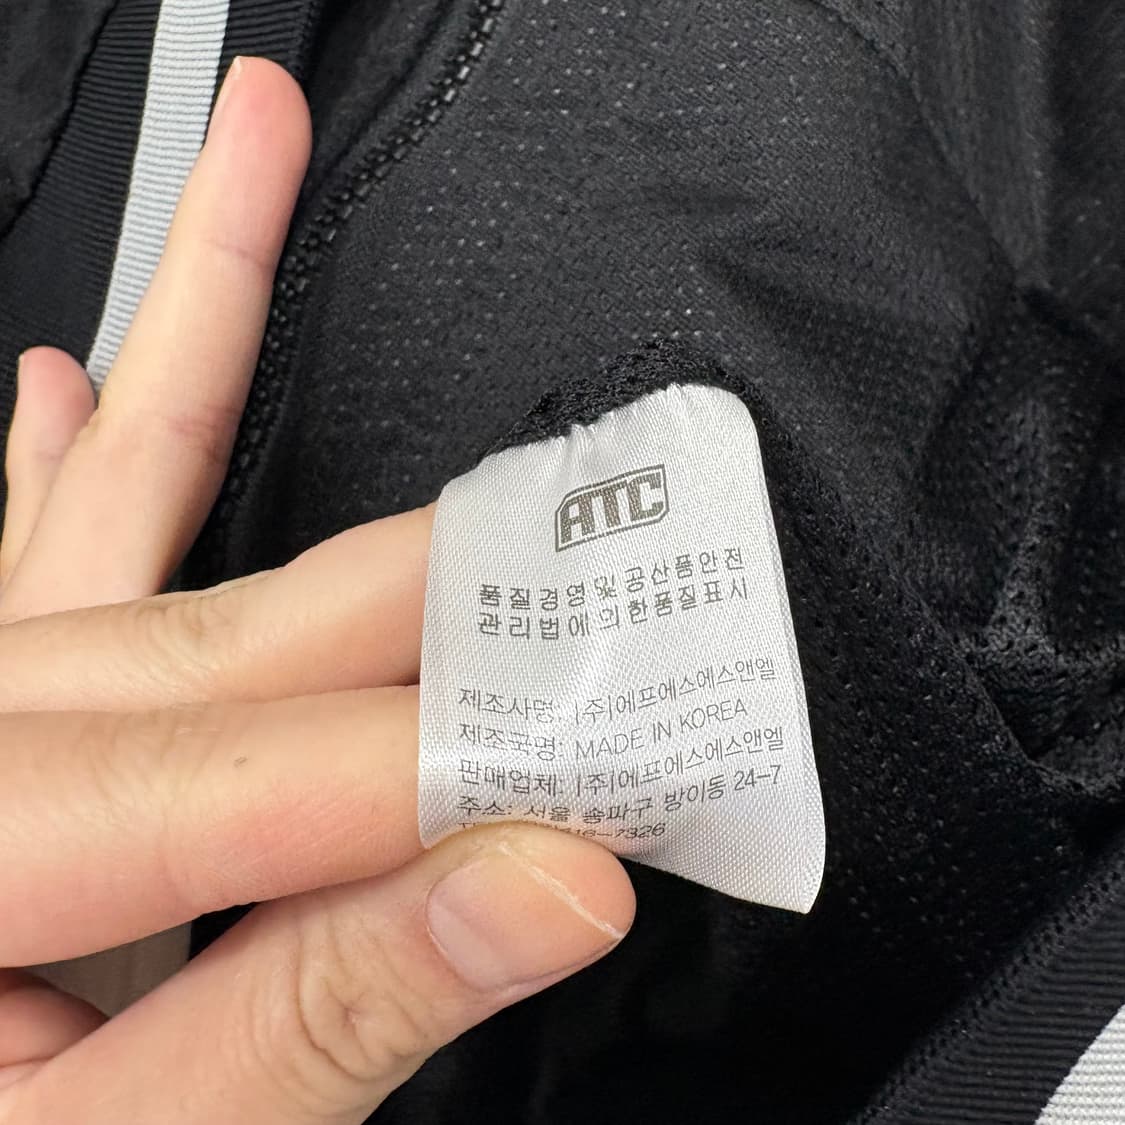 ATC
품질경영및공산품안전
관리법에의한품질표시
제조사명: |주|에프에스에스앤엘
제조국명: MADE IN KOREA
판매업체: |주|에프에스에스앤엘
주소: 서울 송파구 방이동 24-7
-7326